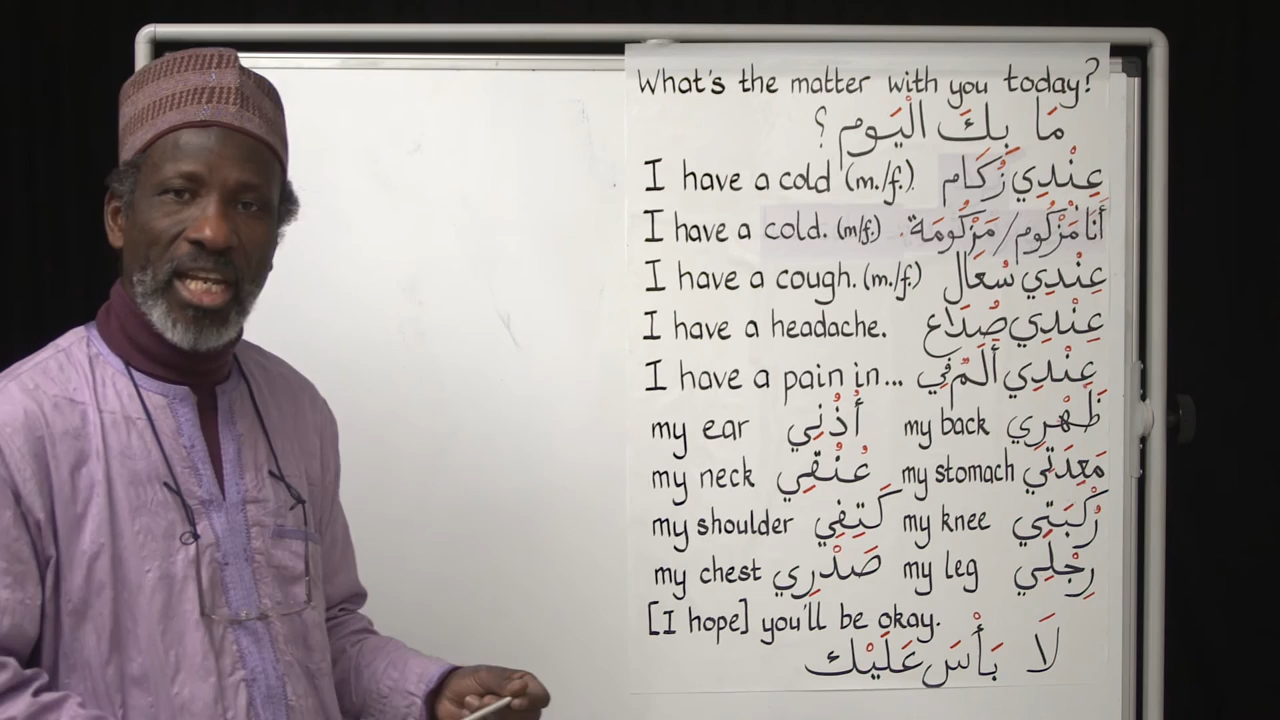 What's the matter with you today?
مَا بِكَ الْيَوم ؟
I have a cold (m./f.). عِنْدِي زُكَام
I have a cold. (m/f.) أَنَا مَزْكُوم/مَزْكُومَة.
I have a cough. (m./f.) عِنْدِي سُعَال
I have a headache. عِنْدِي صُدَاع
I have a pain in... عِنْدِي أَلَمٌ فِي
my ear أُذُنِي my back ظَهْرِي
my neck عُنْقِي my stomach مَعِدَتِي
my shoulder كَتِفِي my knee رُكْبَتِي
my chest صَدْرِي my leg رِجْلِي
[I hope] you'll be okay.
لَا بَأْسَ عَلَيْك